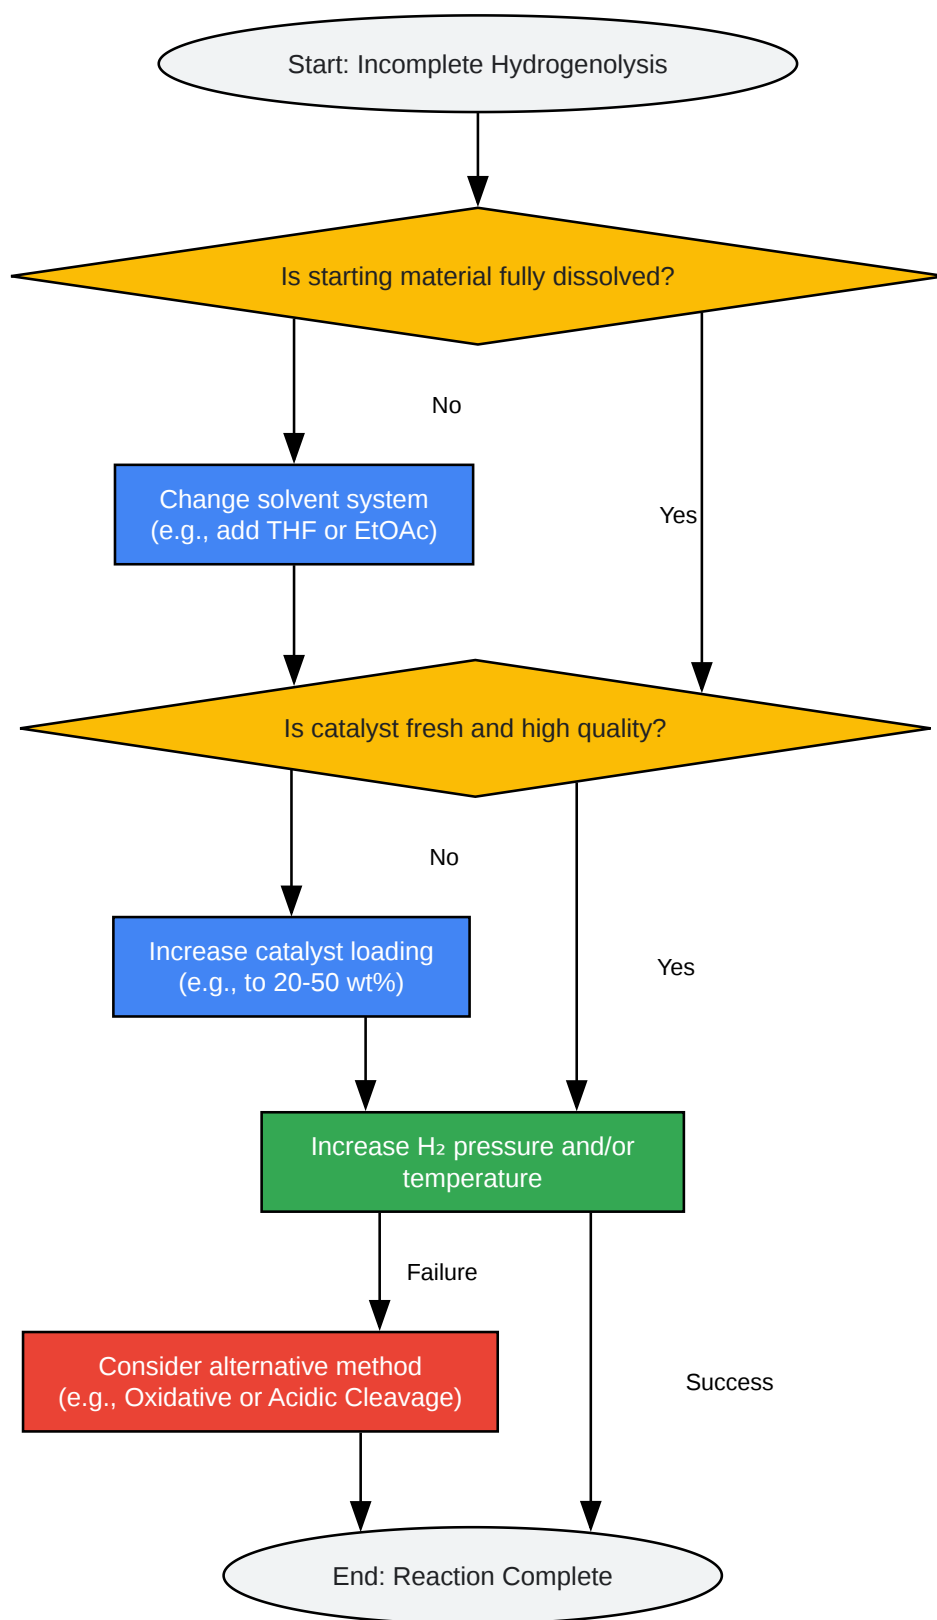 Start: Incomplete Hydrogenolysis
Is starting material fully dissolved?
No
Change solvent system
(e.g., add THF or EtOAc)
Yes
Is catalyst fresh and high quality?
No
Increase catalyst loading
(e.g., to 20-50 wt%)
Yes
Increase H₂ pressure and/or
temperature
Failure
Consider alternative method
(e.g., Oxidative or Acidic Cleavage)
Success
End: Reaction Complete